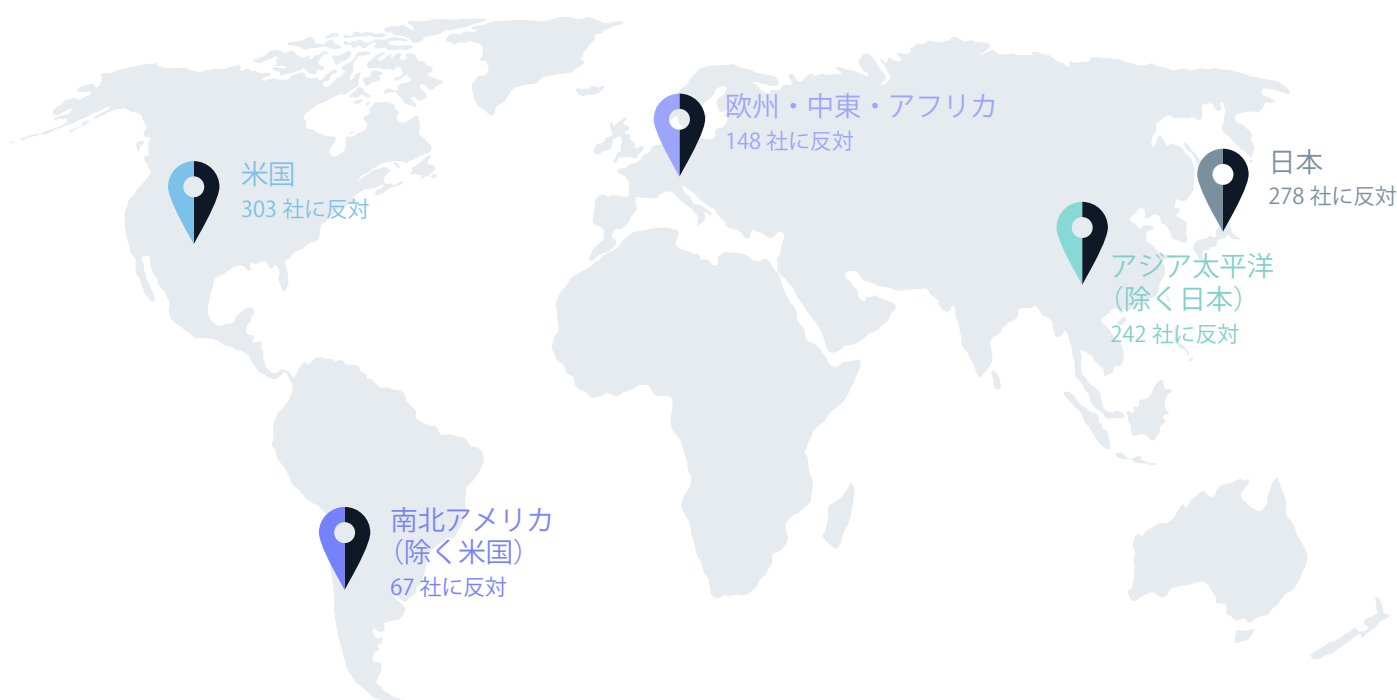 欧州・中東・アフリカ
148 社に反対
米国
303 社に反対
日本
278 社に反対
アジア太平洋
（除く日本）
242 社に反対
南北アメリカ
（除く米国）
67 社に反対